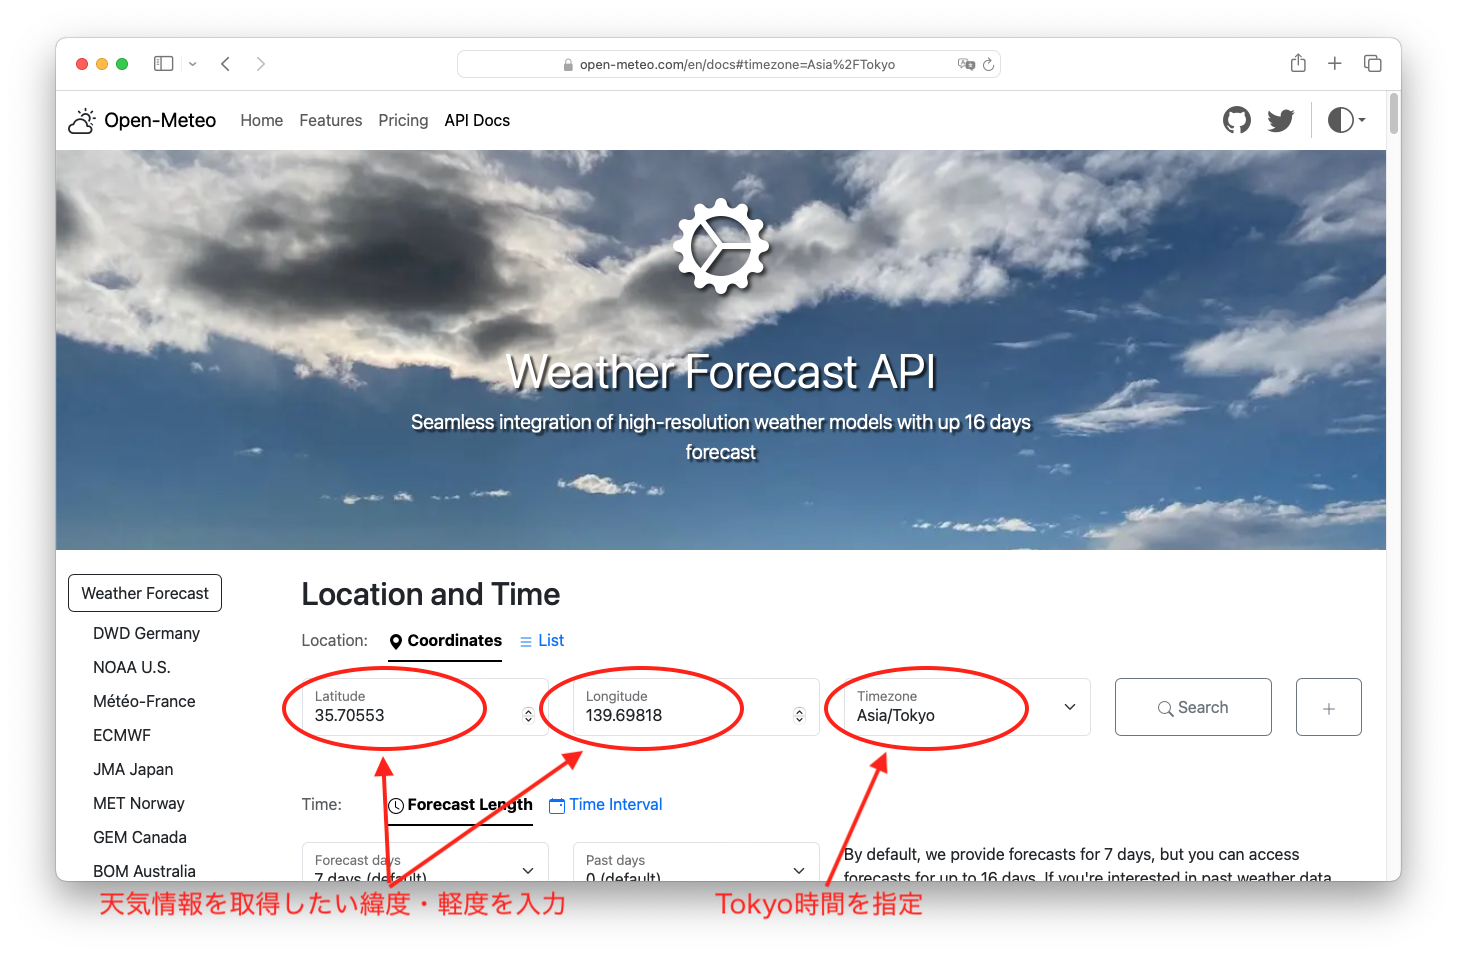 open-meteo.com/en/docs#timezone=Asia%2FTokyo
Open-Meteo Home Features Pricing API Docs
Weather Forecast API
Seamless integration of high-resolution weather models with up 16 days
forecast
Weather Forecast
DWD Germany
NOAA U.S.
Météo-France
ECMWF
JMA Japan
MET Norway
GEM Canada
BOM Australia
Location and Time
Location: Coordinates List
Latitude
35.70553
Longitude
139.69818
Timezone
Asia/Tokyo
Search
Time: Forecast Length Time Interval
Forecast days
7 days (default)
Past days
0 (default)
By default, we provide forecasts for 7 days, but you can access
forecasts for up to 16 days. If you're interested in past weather data
天気情報を取得したい緯度・軽度を入力
Tokyo時間を指定